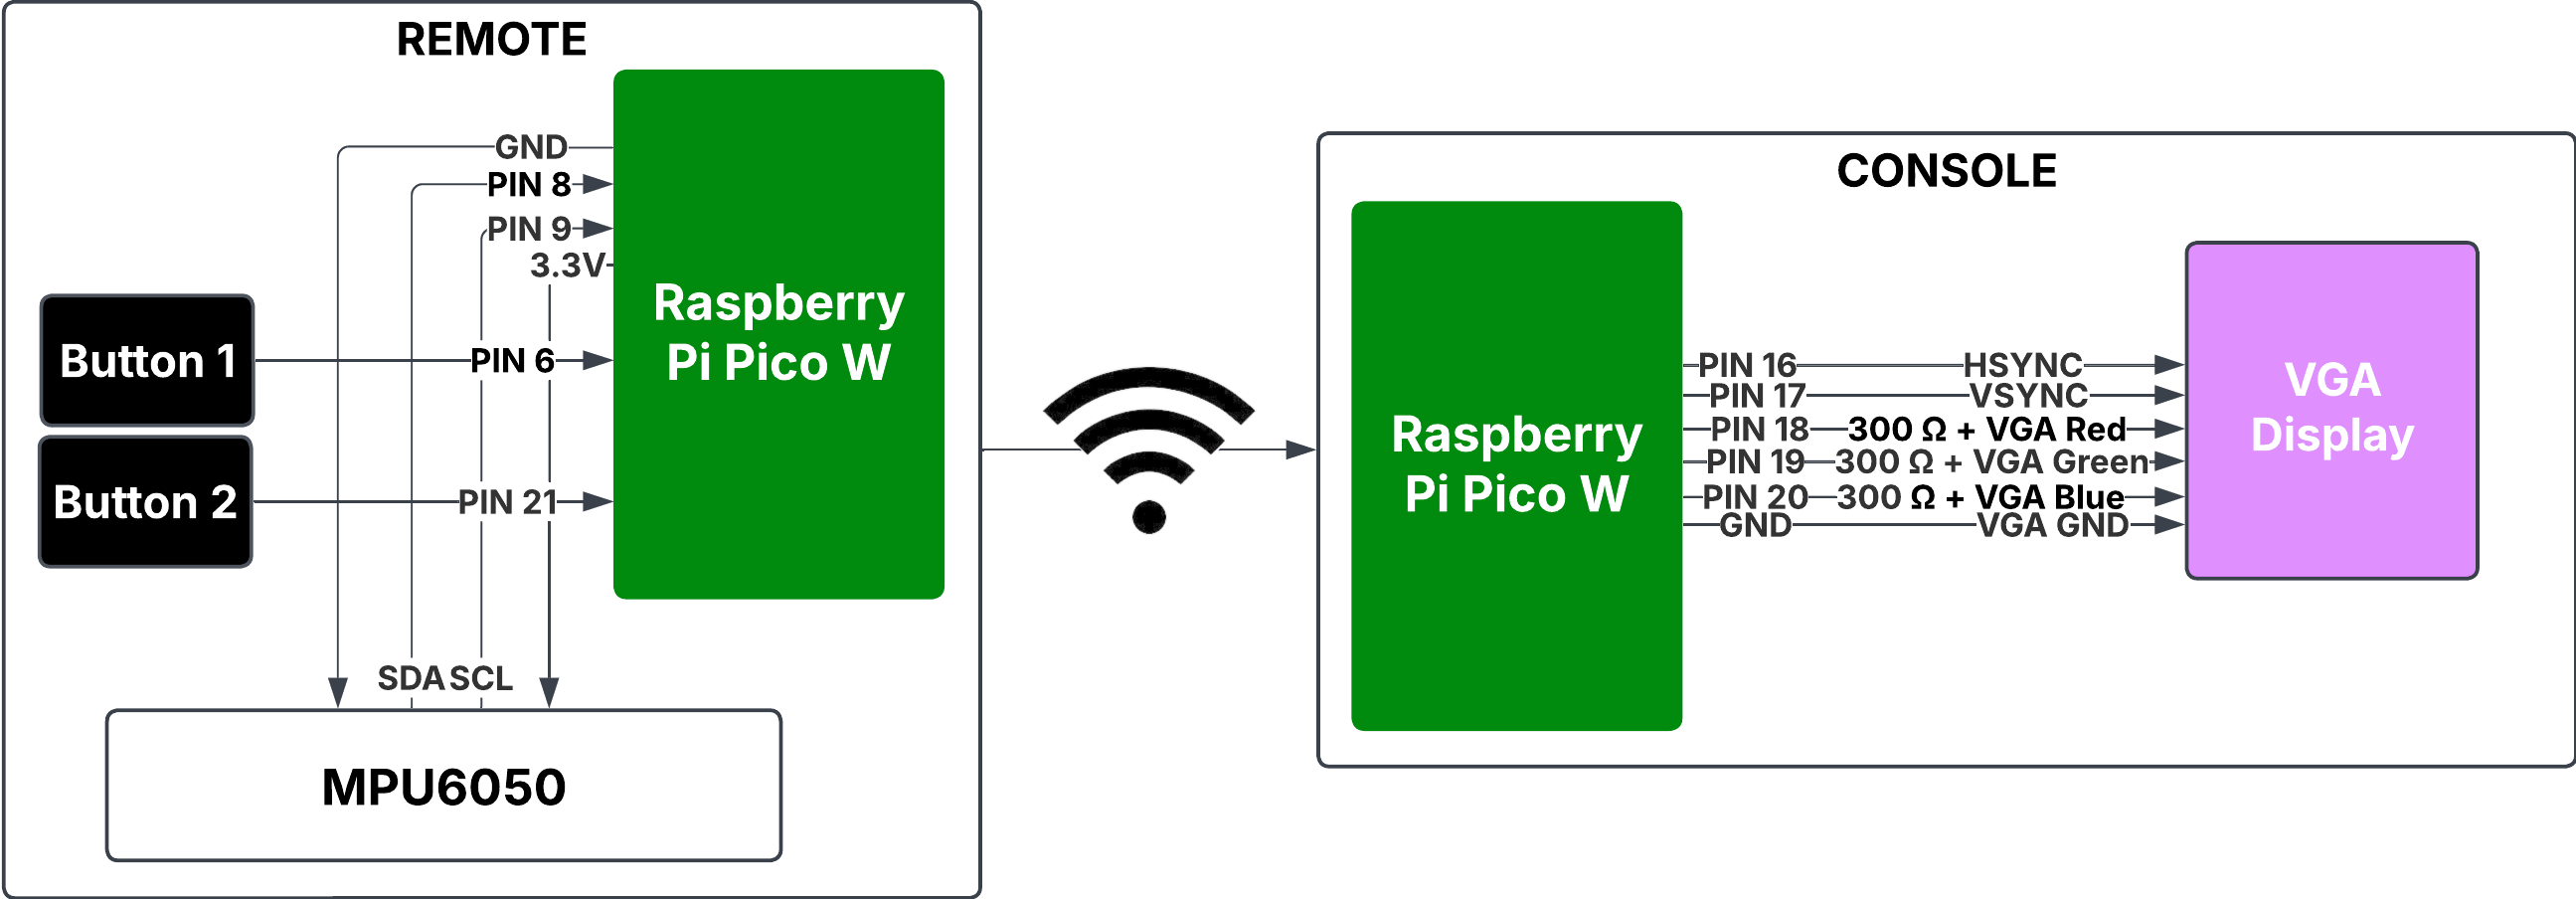 REMOTE
GND
PIN 8
PIN 9
3.3V
Raspberry
Pi Pico W
Button 1
PIN 6
Button 2
PIN 21
SDA SCL
MPU6050
CONSOLE
Raspberry
Pi Pico W
PIN 16 HSYNC
PIN 17 VSYNC
PIN 18 300 Ω + VGA Red
PIN 19 300 Ω + VGA Green
PIN 20 300 Ω + VGA Blue
GND VGA GND
VGA
Display